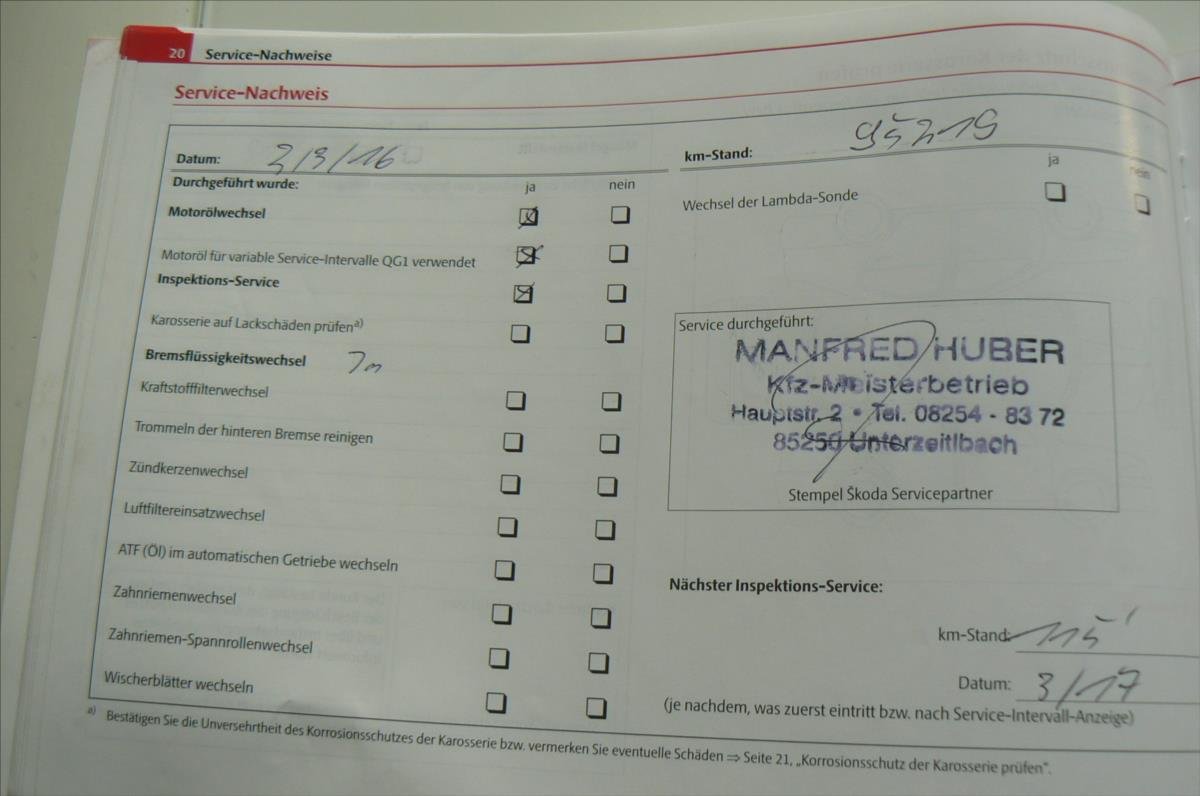 20 Service-Nachweise
Service-Nachweis
Datum: 2/3/16
km-Stand: 95219
Durchgeführt wurde: ja nein
ja nein
Motorölwechsel
Wechsel der Lambda-Sonde
Motoröl für variable Service-Intervalle QG1 verwendet
Inspektions-Service
Karosserie auf Lackschäden prüfen a)
Bremsflüssigkeitswechsel
Kraftstofffilterwechsel
Trommeln der hinteren Bremse reinigen
Zündkerzenwechsel
Luftfiltereinsatzwechsel
ATF (Öl) im automatischen Getriebe wechseln
Zahnriemenwechsel
Zahnriemen-Spannrollenwechsel
Wischerblätter wechseln
Service durchgeführt:
MANFRED HUBER
Kfz-Meisterbetrieb
Hauptstr. 2 • Tel. 08254 - 83 72
85250 Unterzeitlbach
Stempel Škoda Servicepartner
Nächster Inspektions-Service:
km-Stand: 115'
Datum: 3/17
(je nachdem, was zuerst eintritt bzw. nach Service-Intervall-Anzeige)
a) Bestätigen Sie die Unversehrtheit des Korrosionsschutzes der Karosserie bzw. vermerken Sie eventuelle Schäden ⇒ Seite 21, „Korrosionsschutz der Karosserie prüfen".